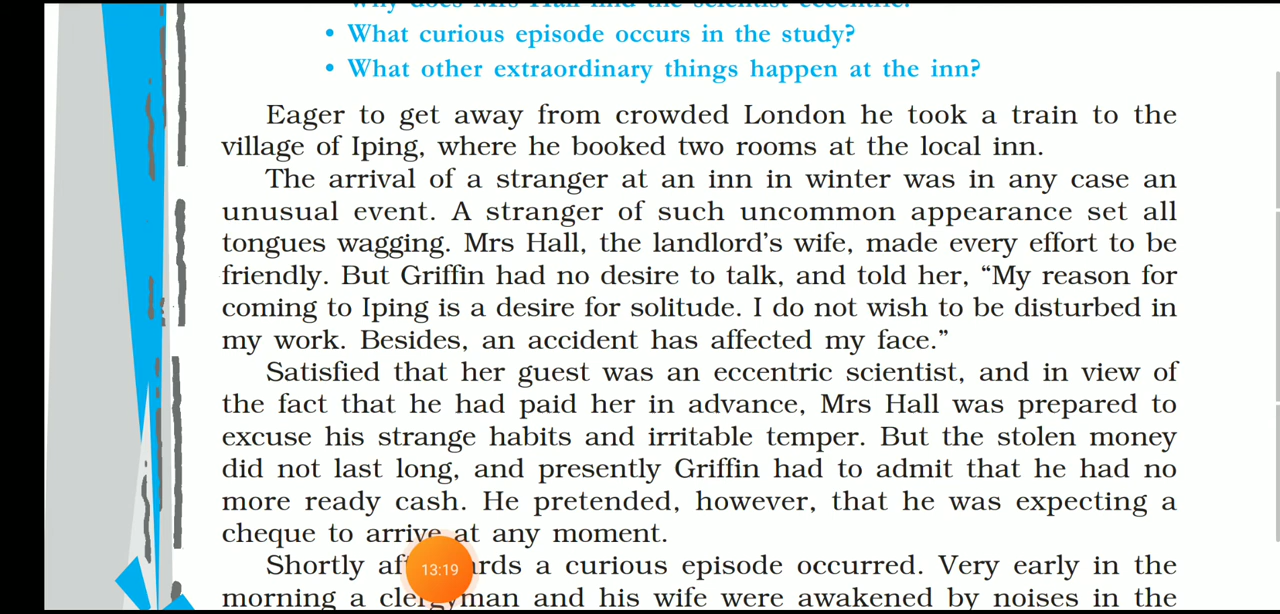 • What curious episode occurs in the study?
• What other extraordinary things happen at the inn?
Eager to get away from crowded London he took a train to the
village of Iping, where he booked two rooms at the local inn.
The arrival of a stranger at an inn in winter was in any case an
unusual event. A stranger of such uncommon appearance set all
tongues wagging. Mrs Hall, the landlord's wife, made every effort to be
friendly. But Griffin had no desire to talk, and told her, “My reason for
coming to Iping is a desire for solitude. I do not wish to be disturbed in
my work. Besides, an accident has affected my face.”
Satisfied that her guest was an eccentric scientist, and in view of
the fact that he had paid her in advance, Mrs Hall was prepared to
excuse his strange habits and irritable temper. But the stolen money
did not last long, and presently Griffin had to admit that he had no
more ready cash. He pretended, however, that he was expecting a
cheque to arrive at any moment.
Shortly a curious episode occurred. Very early in the
morning a clergyman and his wife were awakened by noises in the
13:19